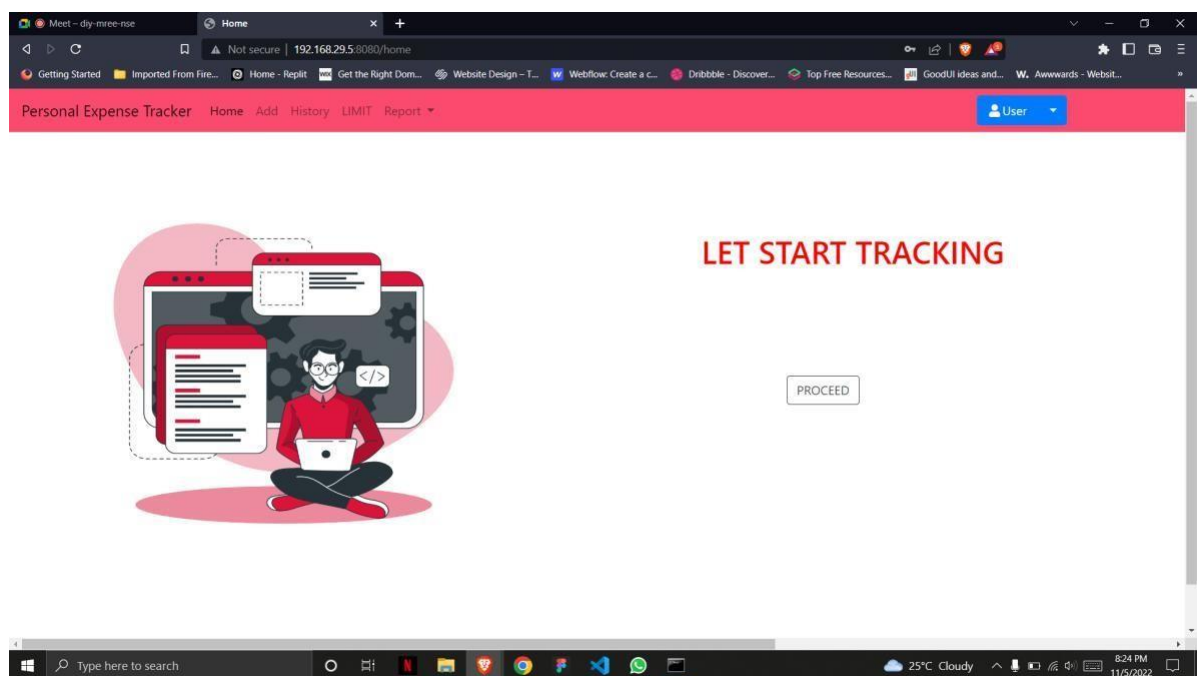 Meet – diy-mree-nse
Home
Not secure | 192.168.29.5:8080/home
Getting Started
Imported From Fire...
Home - Replit
WIX
Get the Right Dom...
Website Design – T...
W
Webflow: Create a c...
Dribbble - Discover...
Top Free Resources...
GoodUI ideas and...
W.
Awwwards - Websit...
»
Personal Expense Tracker
Home
Add
History
LIMIT
Report
User
LET START TRACKING
</>
PROCEED
Type here to search
N
25°C Cloudy
8:24 PM
11/5/2022